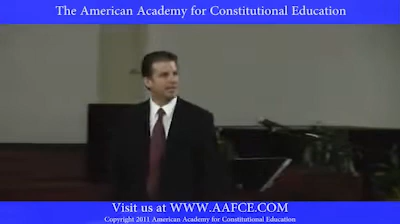 The American Academy for Constitutional Education
Visit us at WWW.AAFCE.COM
Copyright 2011 American Academy for Constitutional Education